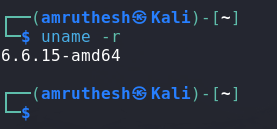 ┌──(amruthesh㉿Kali)-[~]
└─$ uname -r
6.6.15-amd64
┌──(amruthesh㉿Kali)-[~]
└─$